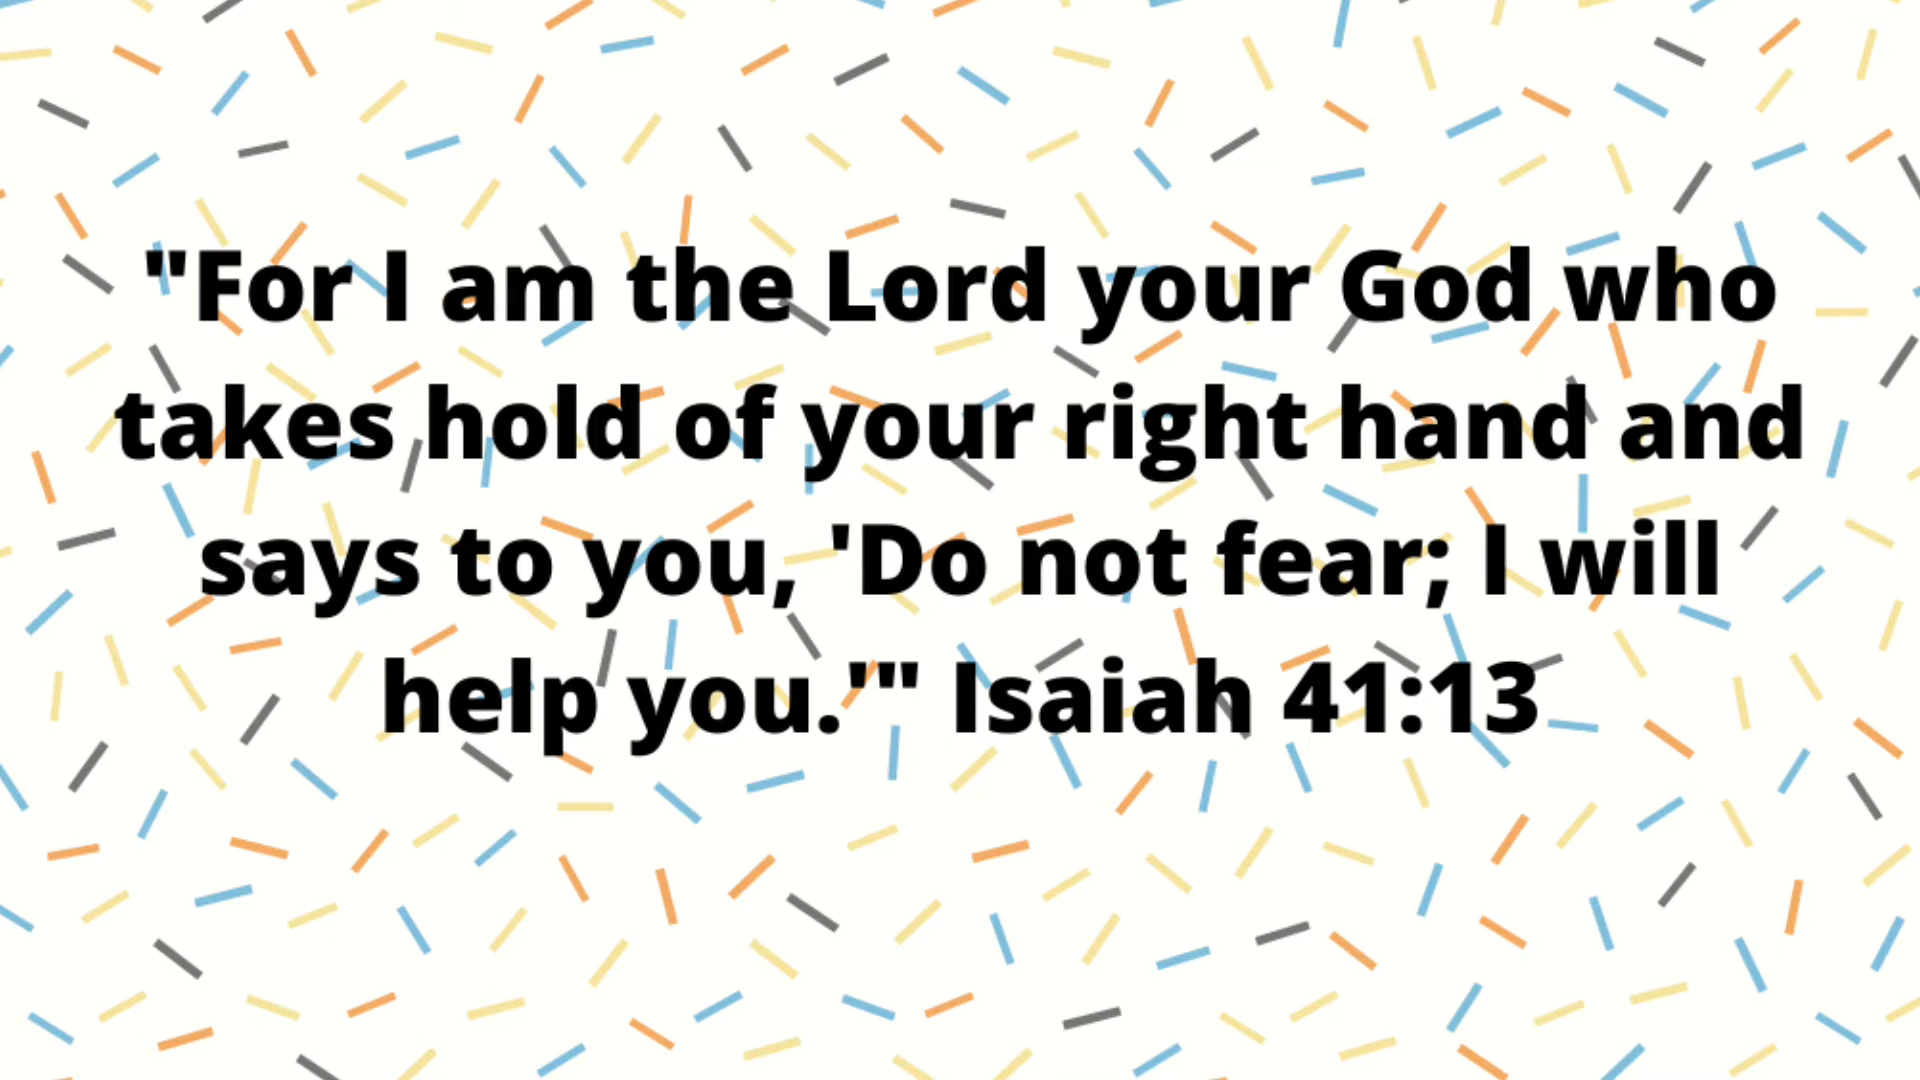 "For I am the Lord your God who
takes hold of your right hand and
says to you, 'Do not fear; I will
help you.'" Isaiah 41:13